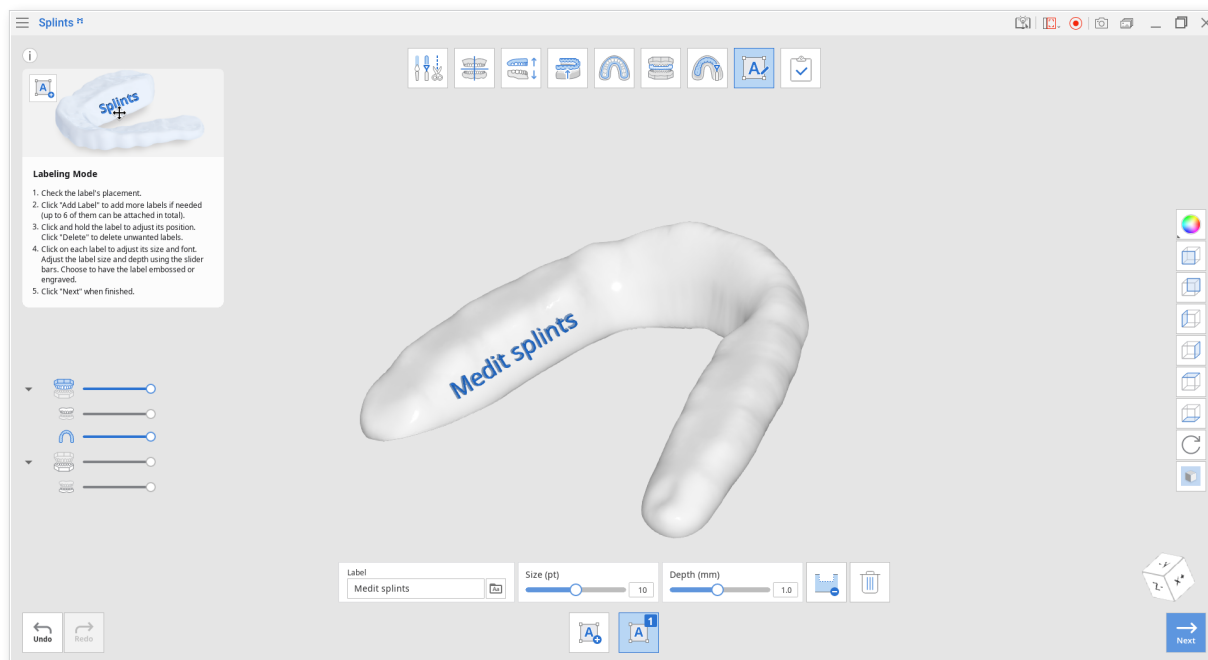 Splints
Splints
Labeling Mode
1. Check the label's placement.
2. Click "Add Label" to add more labels if needed
(up to 6 of them can be attached in total).
3. Click and hold the label to adjust its position.
Click "Delete" to delete unwanted labels.
4. Click on each label to adjust its size and font.
Adjust the label size and depth using the slider
bars. Choose to have the label embossed or
engraved.
5. Click "Next" when finished.
Medit splints
Label
Medit splints
Size (pt)
10
Depth (mm)
1.0
Undo
Redo
A
A
1
Next